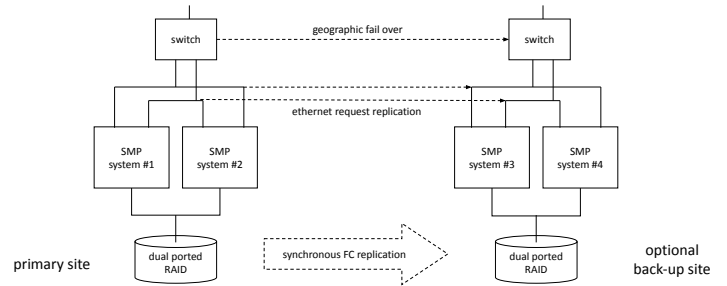 geographic fail over
switch
switch
ethernet request replication
SMP
system #1
SMP
system #2
SMP
system #3
SMP
system #4
primary site
dual ported
RAID
synchronous FC replication
dual ported
RAID
optional
back-up site